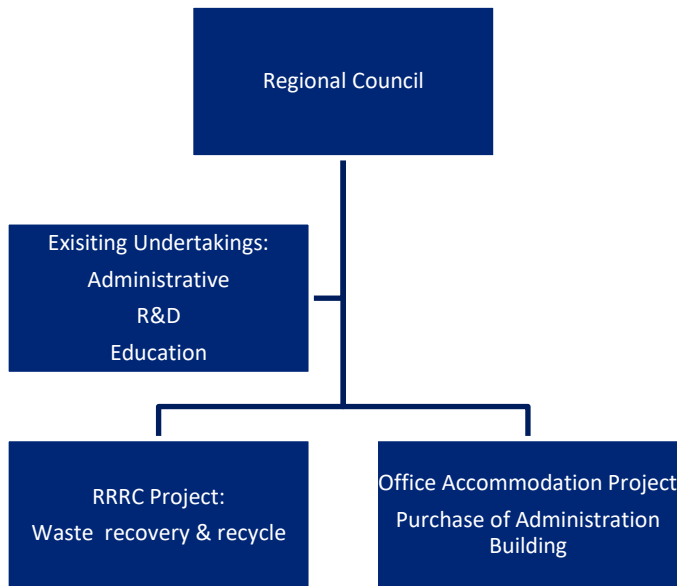 Regional Council
Exisiting Undertakings:
Administrative
R&D
Education
RRRC Project:
Waste  recovery & recycle
Office Accommodation Project
Purchase of Administration
Building